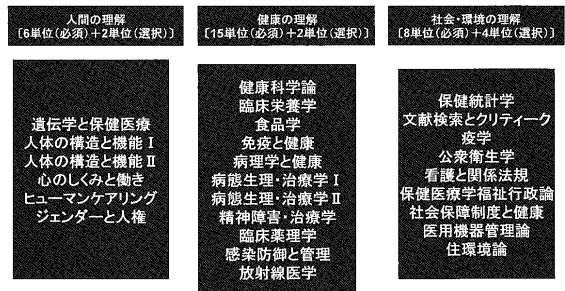 人間の理解
〔6単位(必須)+2単位(選択)〕
遺伝学と保健医療
人体の構造と機能Ⅰ
人体の構造と機能Ⅱ
心のしくみと働き
ヒューマンケアリング
ジェンダーと人権
健康の理解
〔15単位(必須)+2単位(選択)〕
健康科学論
臨床栄養学
食品学
免疫と健康
病理学と健康
病態生理・治療学Ⅰ
病態生理・治療学Ⅱ
精神障害・治療学
臨床薬理学
感染防御と管理
放射線医学
社会・環境の理解
〔8単位(必須)+4単位(選択)〕
保健統計学
文献検索とクリティーク
疫学
公衆衛生学
看護と関係法規
保健医療学福祉行政論
社会保障制度と健康
医用機器管理論
住環境論